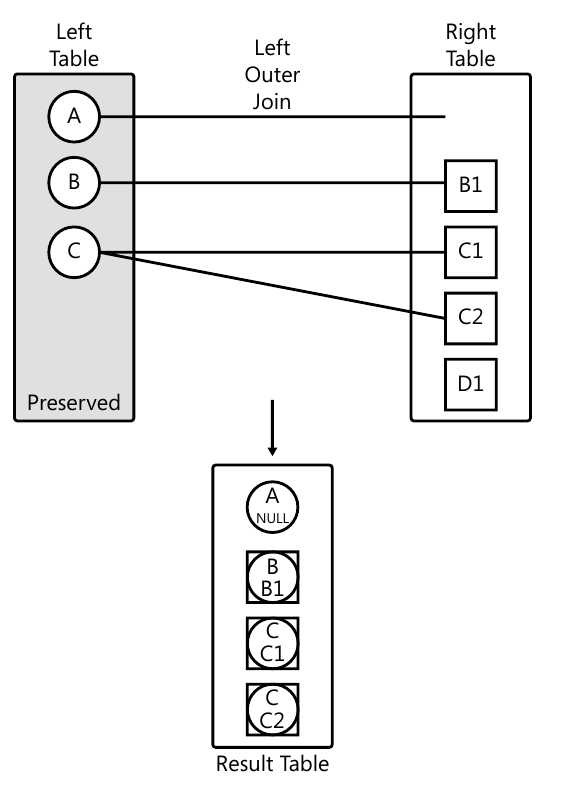 Left
Table
Left
Outer
Join
Right
Table
A
B
B1
C
C1
C2
D1
Preserved
A
NULL
B
B1
C
C1
C
C2
Result Table